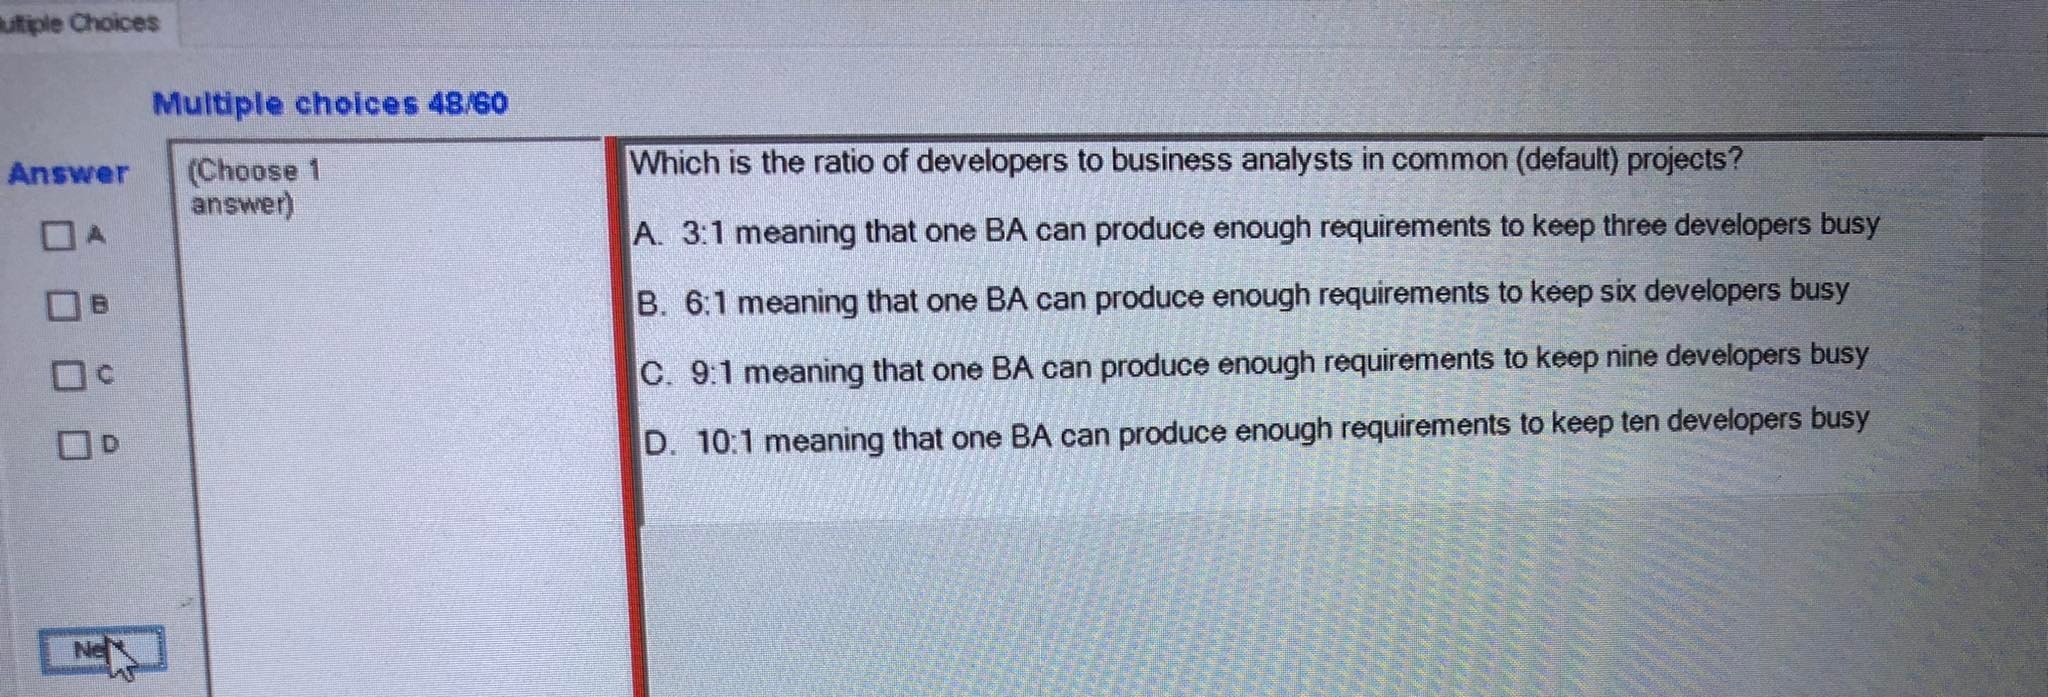 Multiple choices 48/60
Answer
(Choose 1
answer)
A
B
C
D
Which is the ratio of developers to business analysts in common (default) projects?
A. 3:1 meaning that one BA can produce enough requirements to keep three developers busy
B. 6:1 meaning that one BA can produce enough requirements to keep six developers busy
C. 9:1 meaning that one BA can produce enough requirements to keep nine developers busy
D. 10:1 meaning that one BA can produce enough requirements to keep ten developers busy